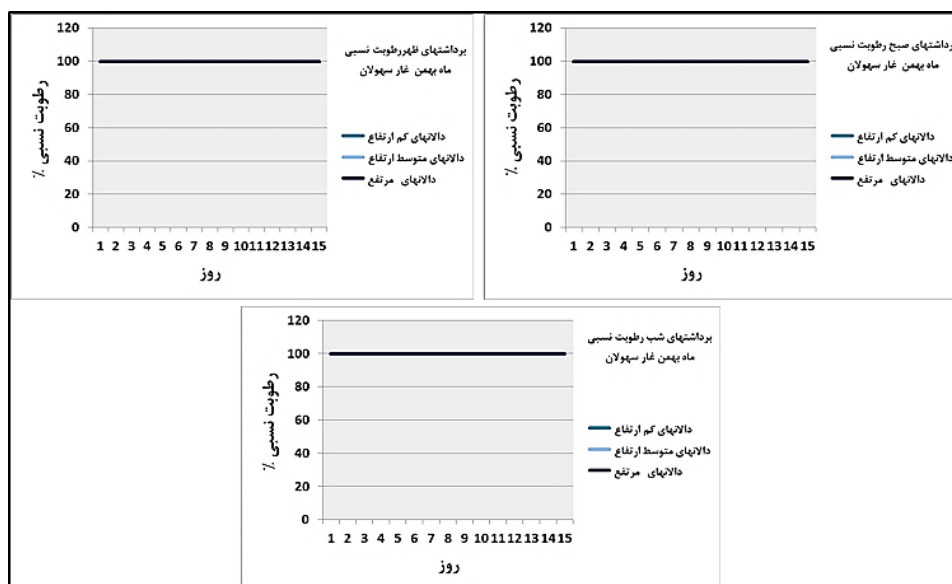 برداشتهای ظهررطوبت نسبی
ماه بهمن غار سهولان
رطوبت نسبی %
120
100
80
60
40
20
0
1 2 3 4 5 6 7 8 9 10 11 12 13 14 15
روز
دالانهای کم ارتفاع
دالانهای متوسط ارتفاع
دالانهای مرتفع
برداشتهای صبح رطوبت نسبی
ماه بهمن غار سهولان
رطوبت نسبی %
120
100
80
60
40
20
0
1 2 3 4 5 6 7 8 9 10 11 12 13 14 15
روز
دالانهای کم ارتفاع
دالانهای متوسط ارتفاع
دالانهای مرتفع
برداشتهای شب رطوبت نسبی
ماه بهمن غار سهولان
رطوبت نسبی %
120
100
80
60
40
20
0
1 2 3 4 5 6 7 8 9 10 11 12 13 14 15
روز
دالانهای کم ارتفاع
دالانهای متوسط ارتفاع
دالانهای مرتفع